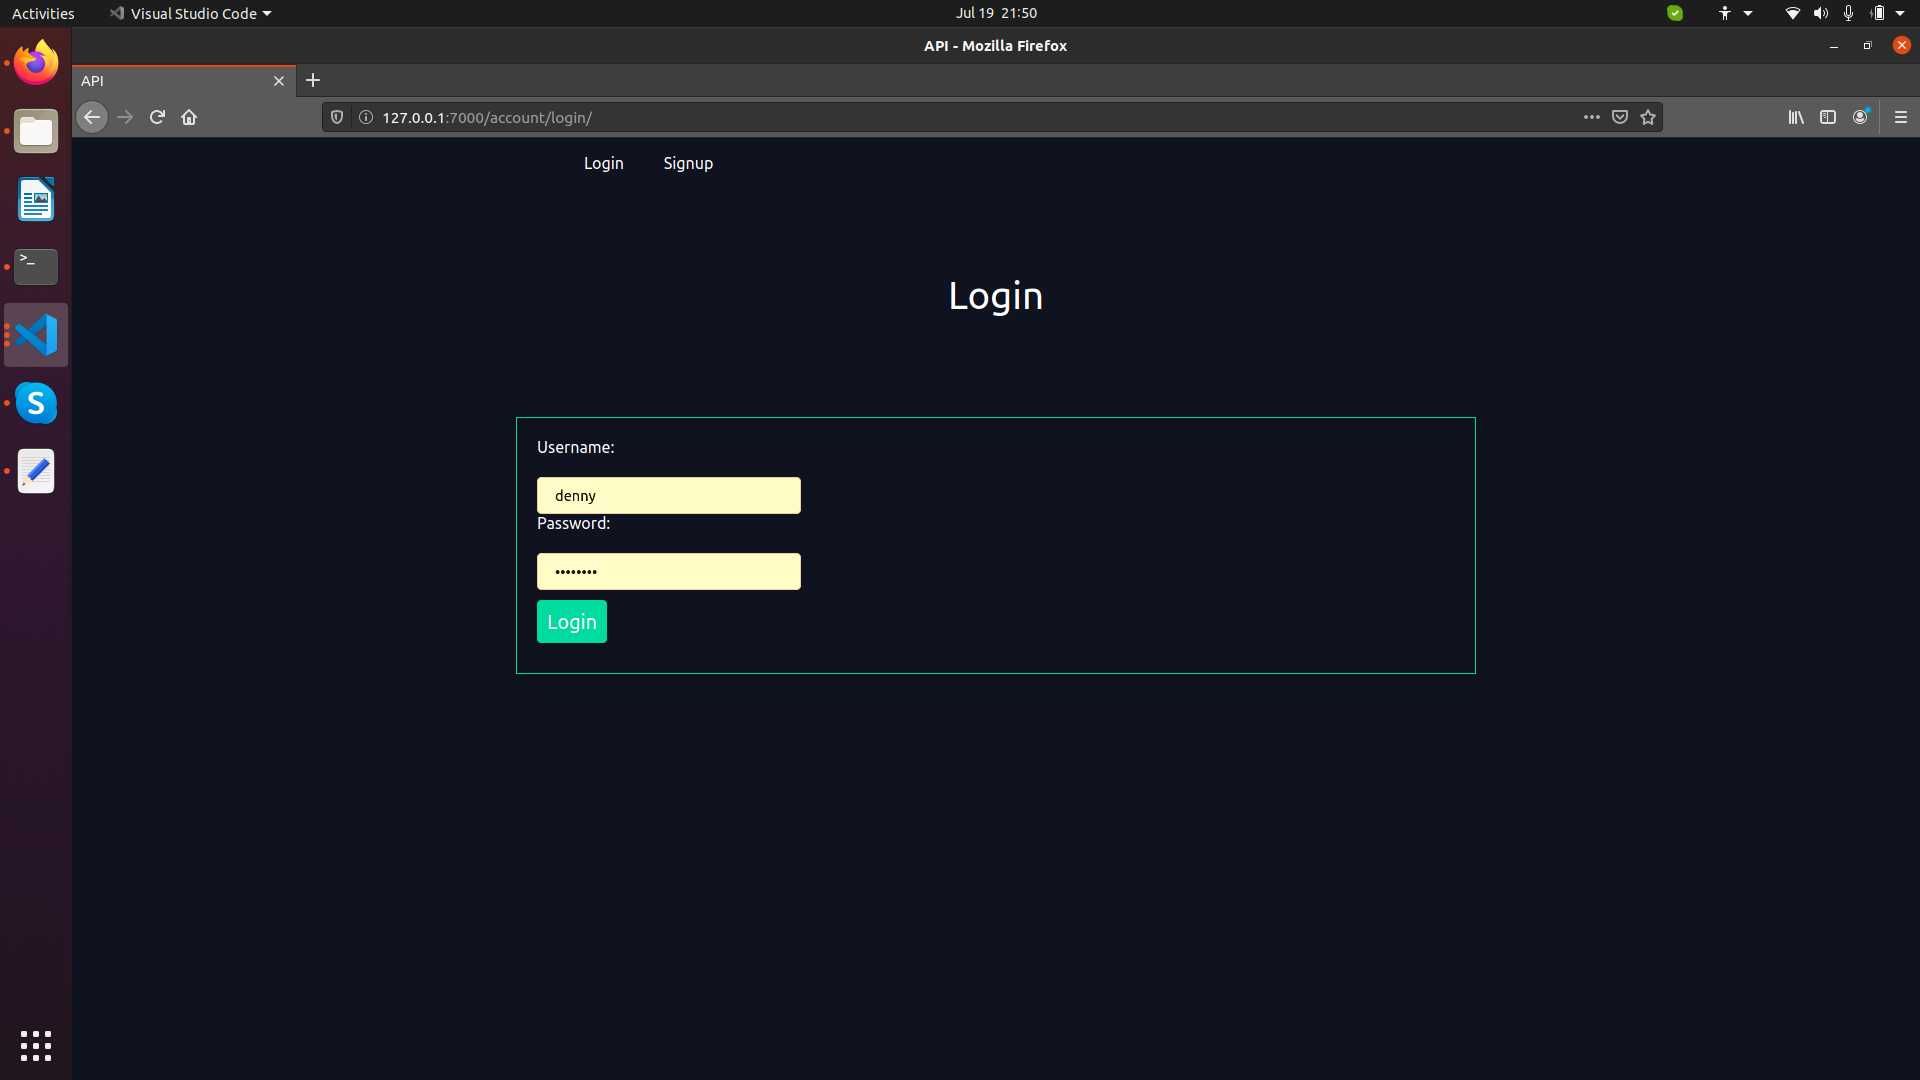 Activities
Visual Studio Code
Jul 19 21:50
API - Mozilla Firefox
API
127.0.0.1:7000/account/login/
Login
Signup
Login
Username:
denny
Password:
••••••••
Login